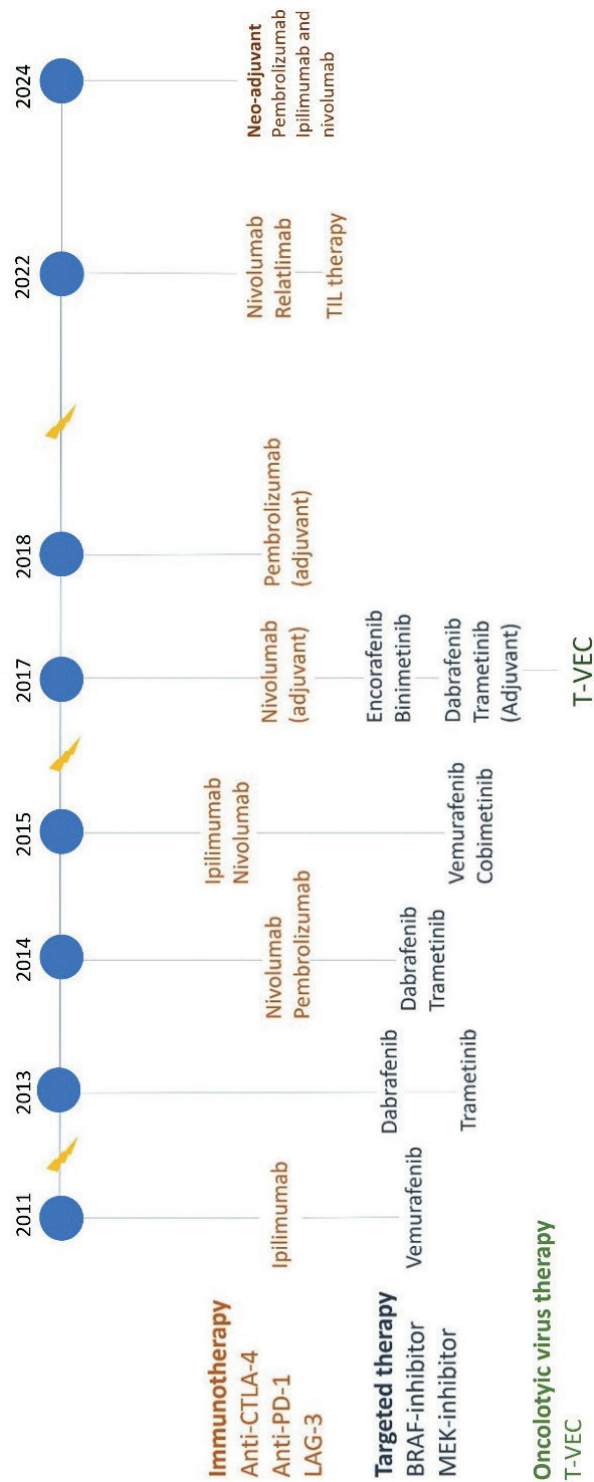 2011
2013
2014
2015
2017
2018
2022
2024
Immunotherapy
Anti-CTLA-4
Anti-PD-1
LAG-3
Ipilimumab
Nivolumab
Pembrolizumab
Ipilimumab
Nivolumab
Nivolumab
(adjuvant)
Pembrolizumab
(adjuvant)
Nivolumab
Relatlimab
TIL therapy
Neo-adjuvant
Pembrolizumab
Ipilimumab and
nivolumab
Targeted therapy
BRAF-inhibitor
MEK-inhibitor
Vemurafenib
Dabrafenib
Trametinib
Dabrafenib
Trametinib
Vemurafenib
Cobimetinib
Encorafenib
Binimetinib
Dabrafenib
Trametinib
(Adjuvant)
Oncolotyic virus therapy
T-VEC
T-VEC